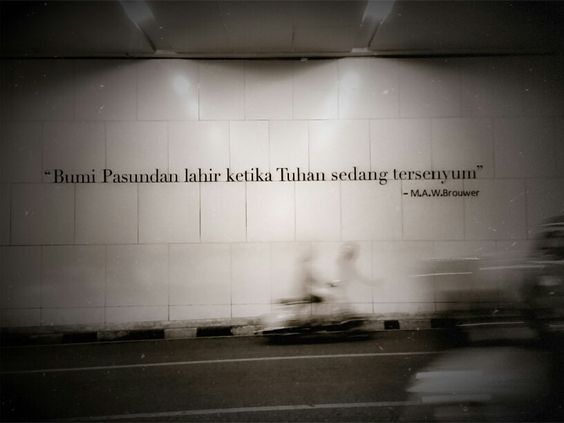 “Bumi Pasundan lahir ketika Tuhan sedang tersenyum”
– M.A.W.Brouwer